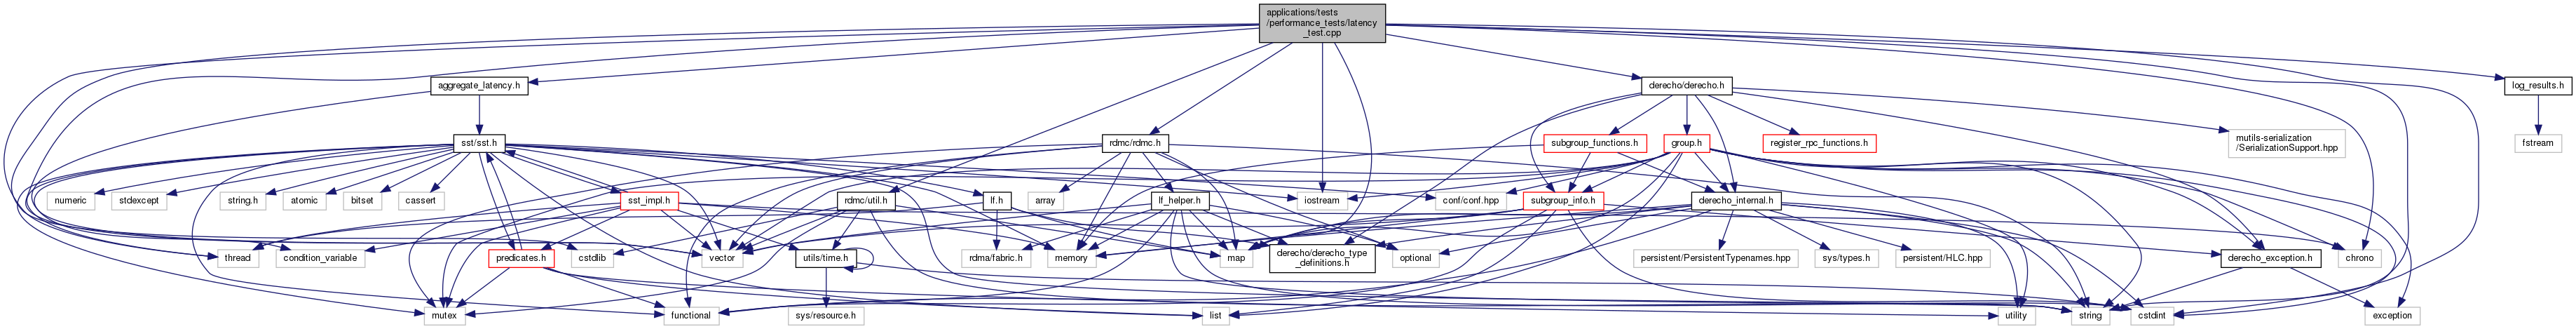 applications/tests
/performance_tests/latency
_test.cpp
aggregate_latency.h
derecho/derecho.h
log_results.h
sst/sst.h
rdmc/rdmc.h
subgroup_functions.h
group.h
register_rpc_functions.h
mutils-serialization
/SerializationSupport.hpp
fstream
numeric
stdexcept
string.h
atomic
bitset
cassert
sst_impl.h
lf.h
rdmc/util.h
array
lf_helper.h
iostream
conf/conf.hpp
subgroup_info.h
derecho_internal.h
thread
condition_variable
predicates.h
cstdlib
vector
utils/time.h
rdma/fabric.h
memory
map
derecho/derecho_type
_definitions.h
optional
persistent/PersistentTypenames.hpp
sys/types.h
persistent/HLC.hpp
derecho_exception.h
chrono
mutex
functional
sys/resource.h
list
utility
string
cstdint
exception